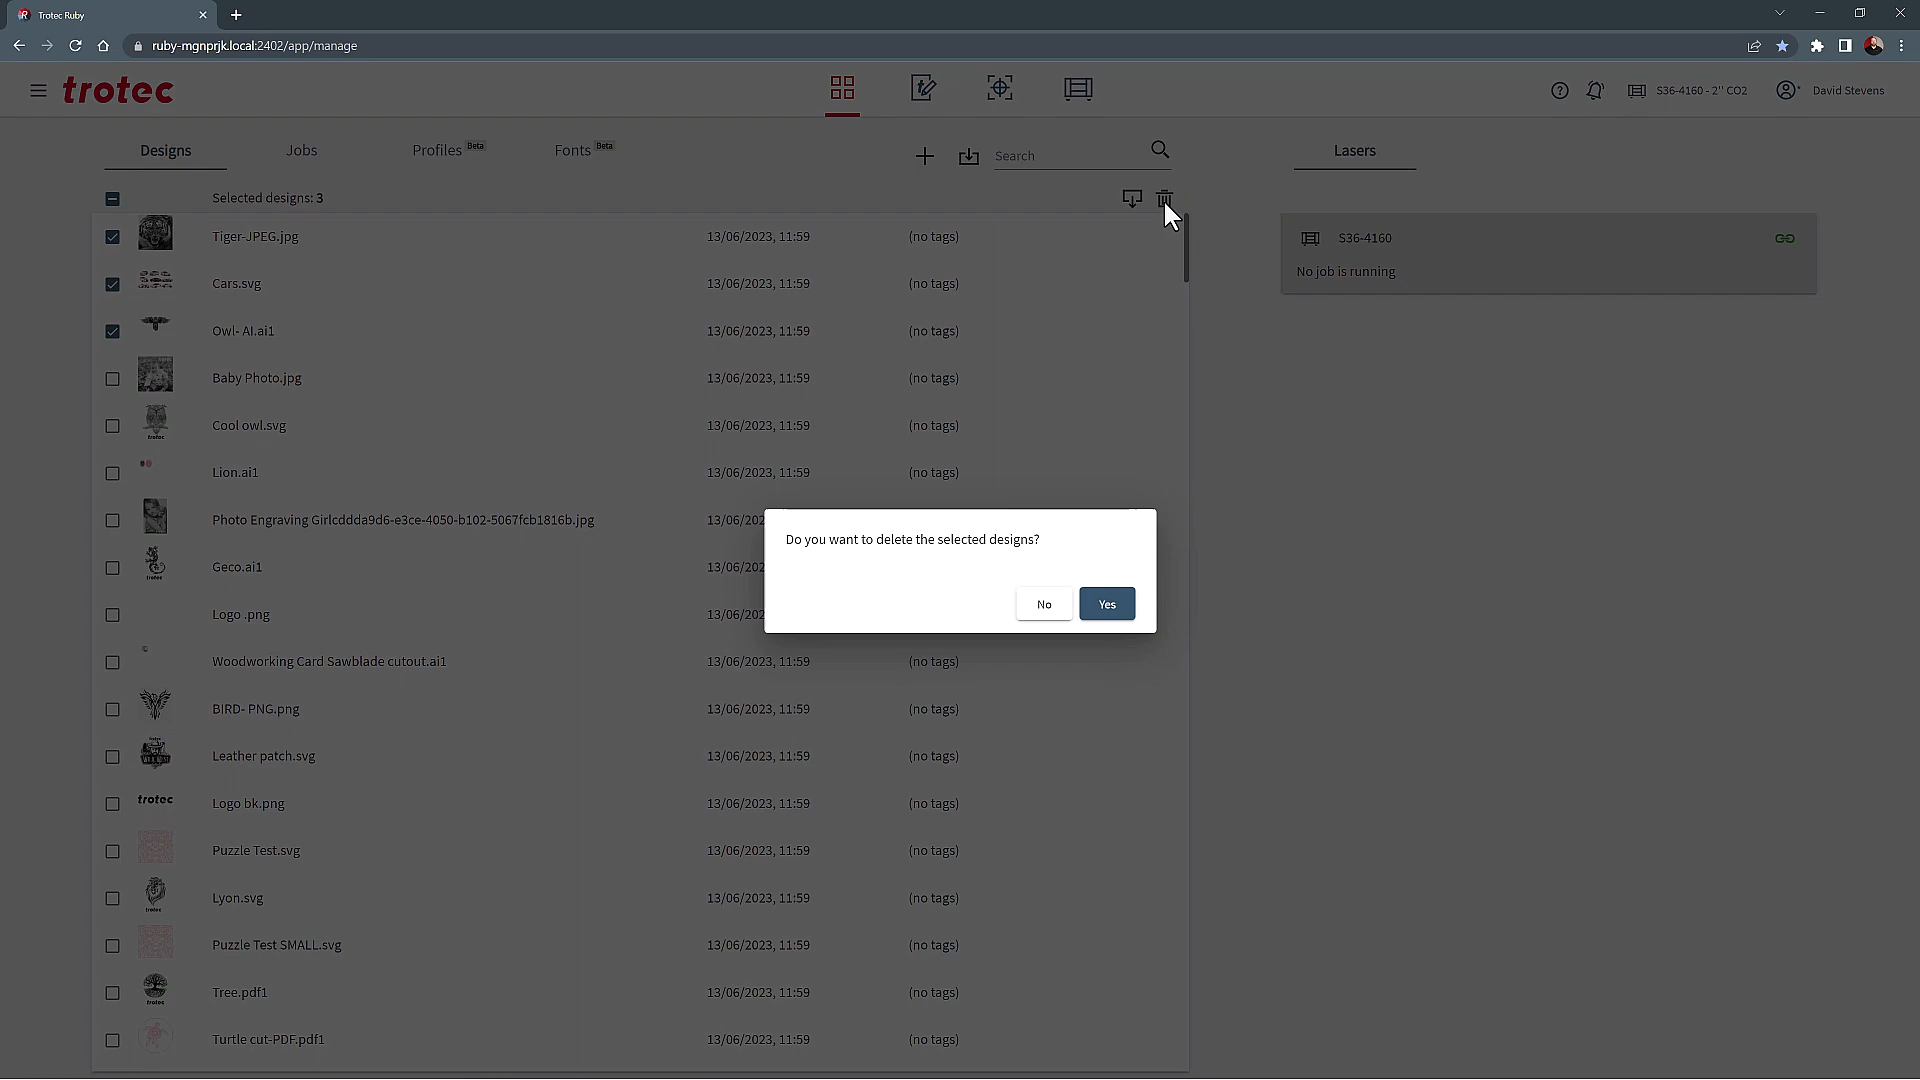 Trotec Ruby
ruby-mgnprjk.local:2402/app/manage
trotec
S36-4160 - 2" CO2
David Stevens
Designs
Jobs
Profiles Beta
Fonts Beta
Search
Lasers
Selected designs: 3
Tiger-JPEG.jpg 13/06/2023, 11:59 (no tags)
S36-4160
No job is running
Cars.svg 13/06/2023, 11:59 (no tags)
Owl- AI.ai1 13/06/2023, 11:59 (no tags)
Baby Photo.jpg 13/06/2023, 11:59 (no tags)
Cool owl.svg 13/06/2023, 11:59 (no tags)
Lion.ai1 13/06/2023, 11:59 (no tags)
Photo Engraving Girlcddda9d6-e3ce-4050-b102-5067fcb1816b.jpg 13/06/202
Do you want to delete the selected designs?
Geco.ai1 13/06/202
No
Yes
Logo .png 13/06/202
Woodworking Card Sawblade cutout.ai1 13/06/2023, 11:59 (no tags)
BIRD- PNG.png 13/06/2023, 11:59 (no tags)
Leather patch.svg 13/06/2023, 11:59 (no tags)
trotec
Logo bk.png 13/06/2023, 11:59 (no tags)
Puzzle Test.svg 13/06/2023, 11:59 (no tags)
Lyon.svg 13/06/2023, 11:59 (no tags)
Puzzle Test SMALL.svg 13/06/2023, 11:59 (no tags)
Tree.pdf1 13/06/2023, 11:59 (no tags)
Turtle cut-PDF.pdf1 13/06/2023, 11:59 (no tags)